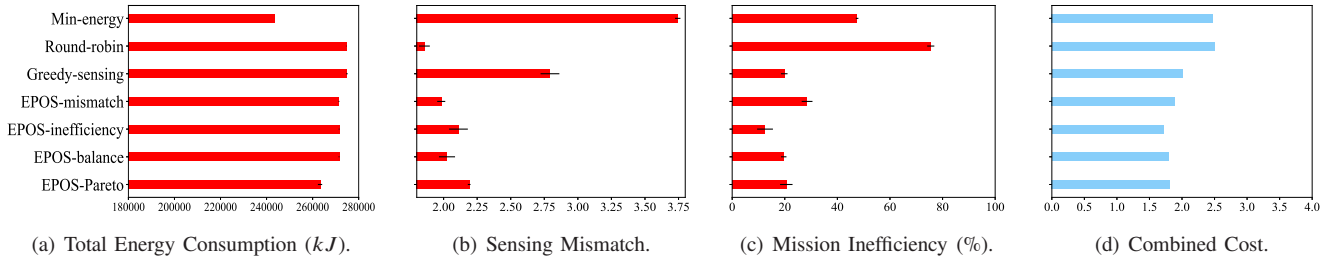 Min-energy
Round-robin
Greedy-sensing
EPOS-mismatch
EPOS-inefficiency
EPOS-balance
EPOS-Pareto
180000 200000 220000 240000 260000 280000
(a) Total Energy Consumption (kJ).
2.00 2.25 2.50 2.75 3.00 3.25 3.50 3.75
(b) Sensing Mismatch.
0 20 40 60 80 100
(c) Mission Inefficiency (%).
0.0 0.5 1.0 1.5 2.0 2.5 3.0 3.5 4.0
(d) Combined Cost.